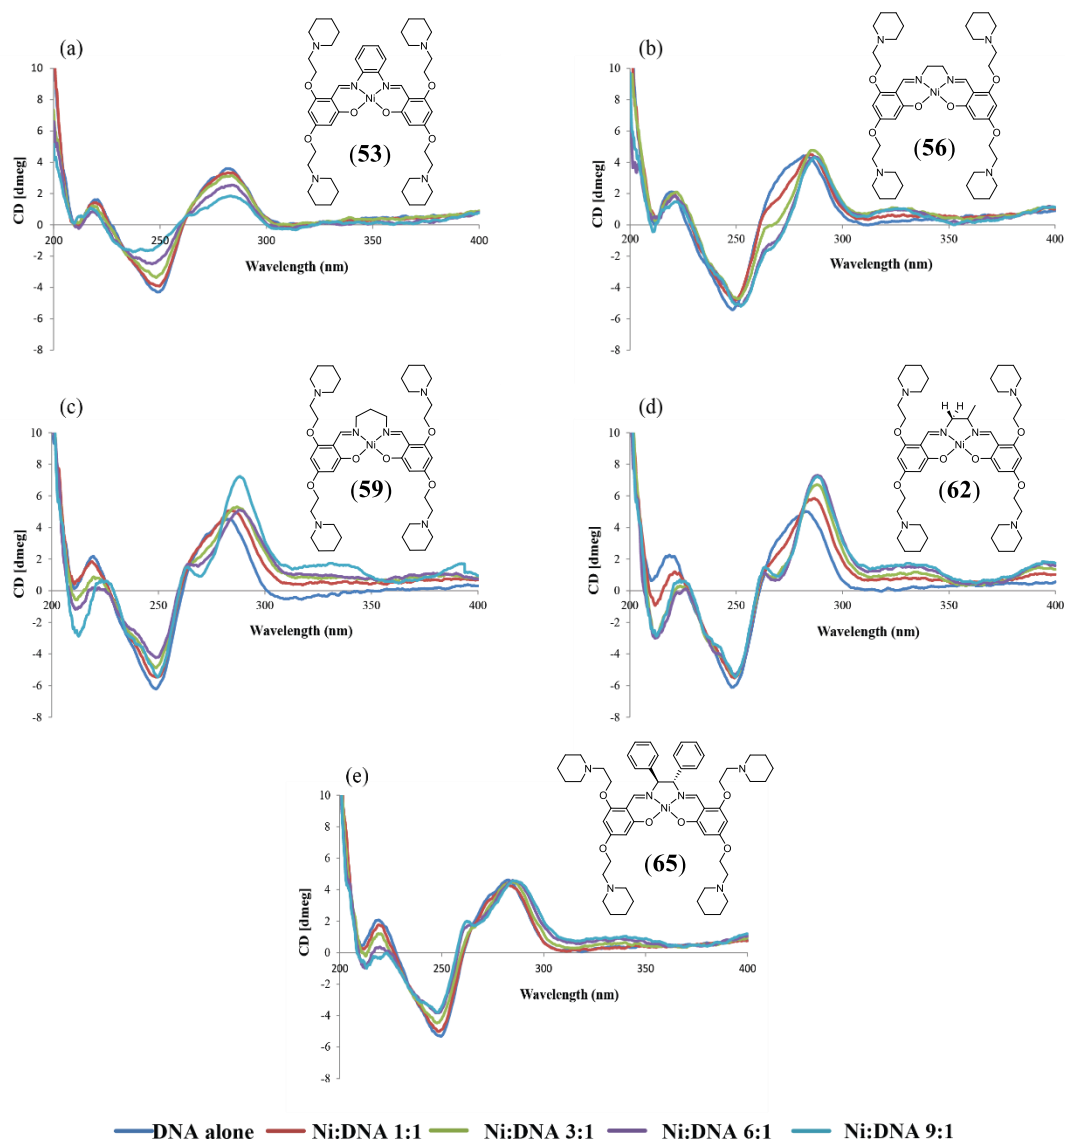 (a)
CD [dmeg]
10
8
6
4
2
0
-2
-4
-6
-8
200
250
300
350
400
Wavelength (nm)
(53)
N
N
O
O
N
N
Ni
O
O
O
O
N
N
(b)
CD [dmeg]
10
8
6
4
2
0
-2
-4
-6
-8
200
250
300
350
400
Wavelength (nm)
(56)
N
N
O
O
N
N
Ni
O
O
O
O
N
N
(c)
CD [dmeg]
10
8
6
4
2
0
-2
-4
-6
-8
200
250
300
350
400
Wavelength (nm)
(59)
N
N
O
O
N
N
Ni
O
O
O
O
N
N
(d)
CD [dmeg]
10
8
6
4
2
0
-2
-4
-6
-8
200
250
300
350
400
Wavelength (nm)
(62)
N
N
H
H
O
O
N
N
Ni
O
O
O
O
N
N
(e)
CD [dmeg]
10
8
6
4
2
0
-2
-4
-6
-8
200
250
300
350
400
Wavelength (nm)
(65)
N
N
O
O
N
N
Ni
O
O
O
O
N
N
DNA alone Ni:DNA 1:1 Ni:DNA 3:1 Ni:DNA 6:1 Ni:DNA 9:1